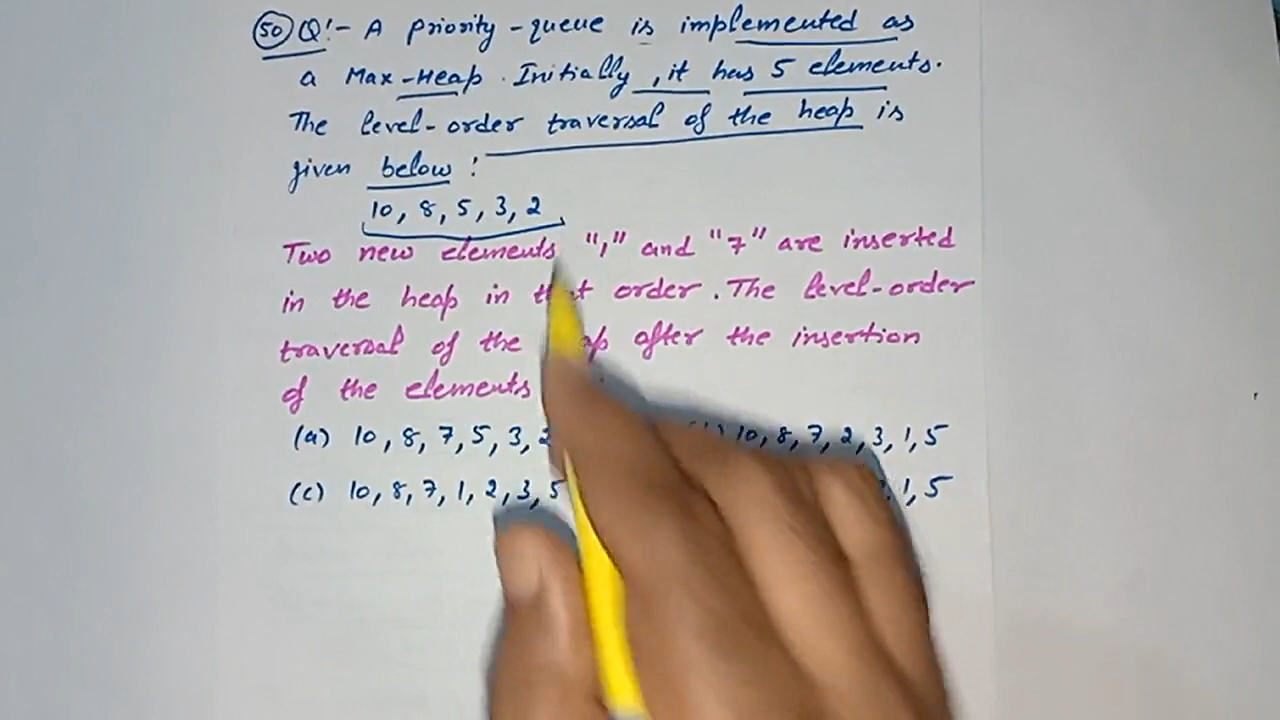 50 Q:- A Priority-queue is implemented as
a Max-Heap. Initially, it has 5 elements.
The level-order traversal of the heap is
given below:
10, 8, 5, 3, 2
Two new elements "1" and "7" are inserted
in the heap in order. The level-order
traversal of the after the insertion
of the elements
(a) 10, 8, 7, 5, 3, 10, 8, 7, 2, 3, 1, 5
(c) 10, 8, 7, 1, 2, 3, 5 1, 5